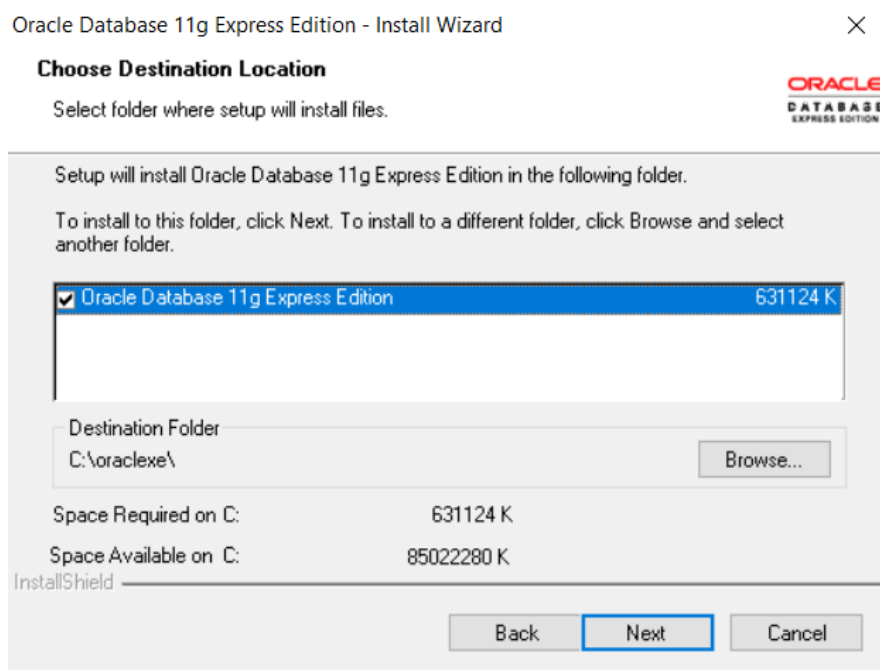 Oracle Database 11g Express Edition - Install Wizard
Choose Destination Location
Select folder where setup will install files.
ORACLE
DATABASE
EXPRESS EDITION
Setup will install Oracle Database 11g Express Edition in the following folder.
To install to this folder, click Next. To install to a different folder, click Browse and select
another folder.
Oracle Database 11g Express Edition 631124 K
Destination Folder
C:\oraclexe\
Browse...
Space Required on C: 631124 K
Space Available on C: 85022280 K
InstallShield
Back Next Cancel